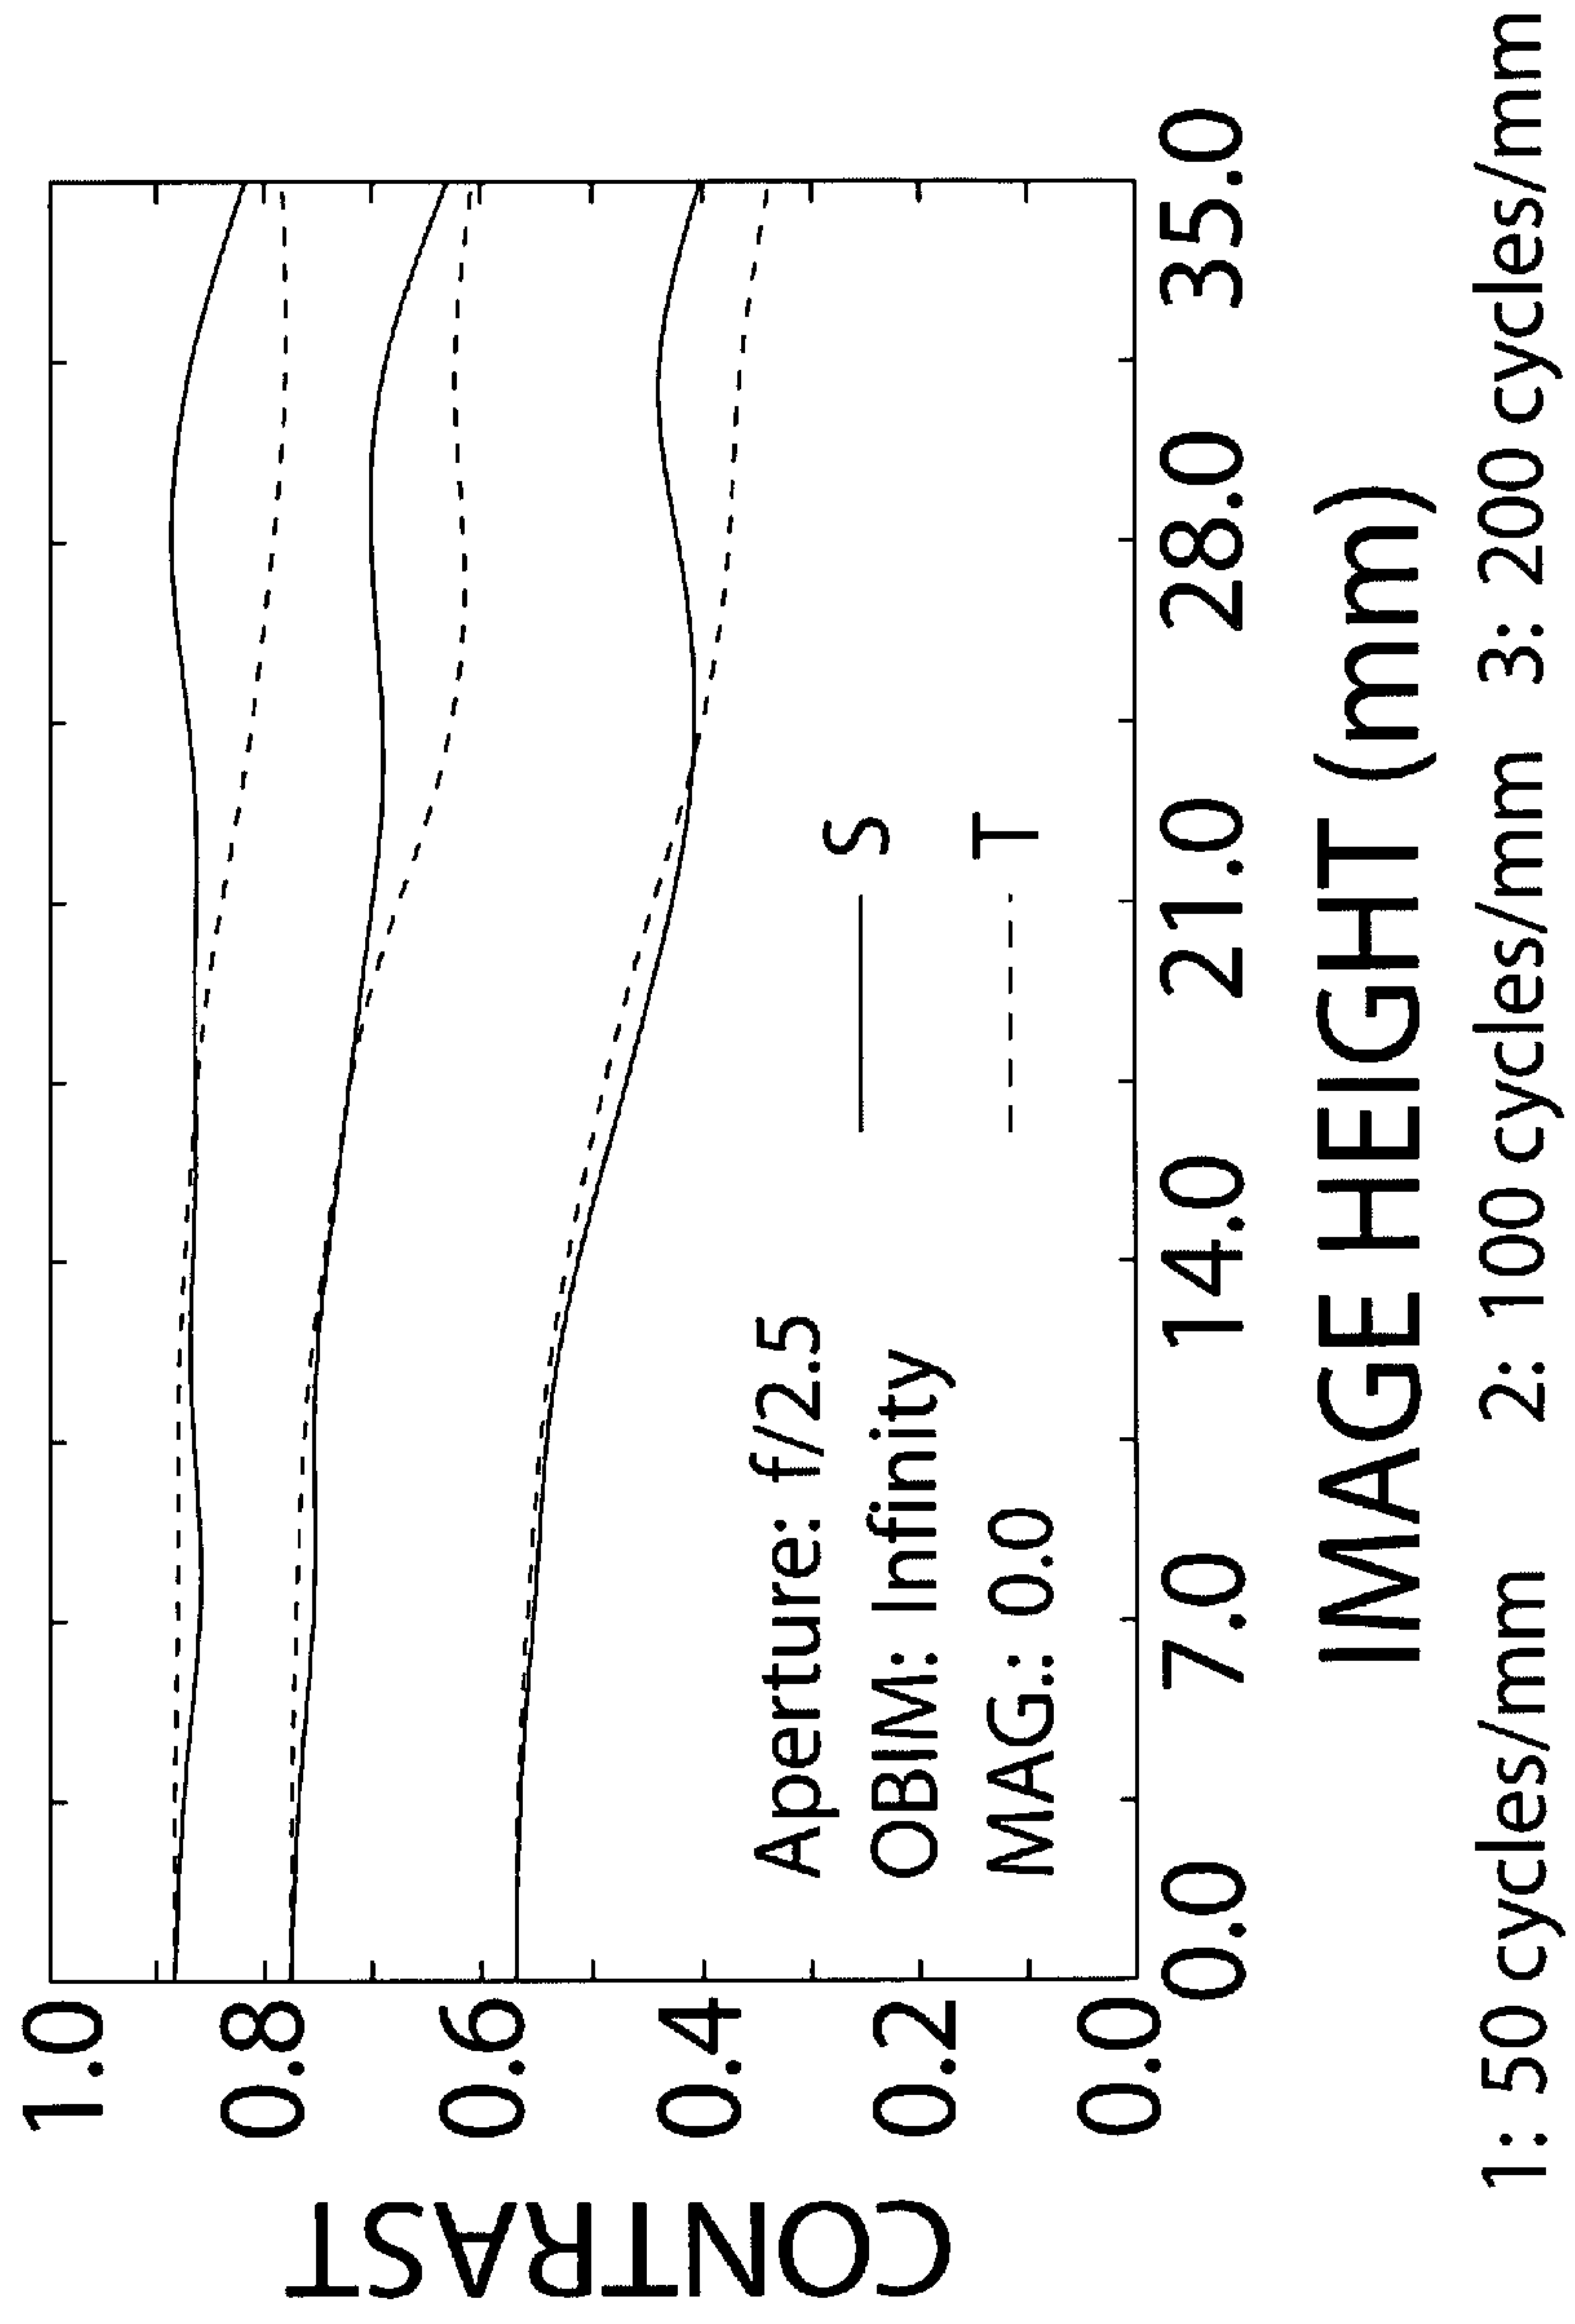 CONTRAST
1.0
0.8
0.6
0.4
0.2
0.0
Aperture: f/2.5
OBIM: Infinity
MAG.: 0.0
S
T
0.0 7.0 14.0 21.0 28.0 35.0
IMAGE HEIGHT (mm)
1: 50 cycles/mm 2: 100 cycles/mm 3: 200 cycles/mm